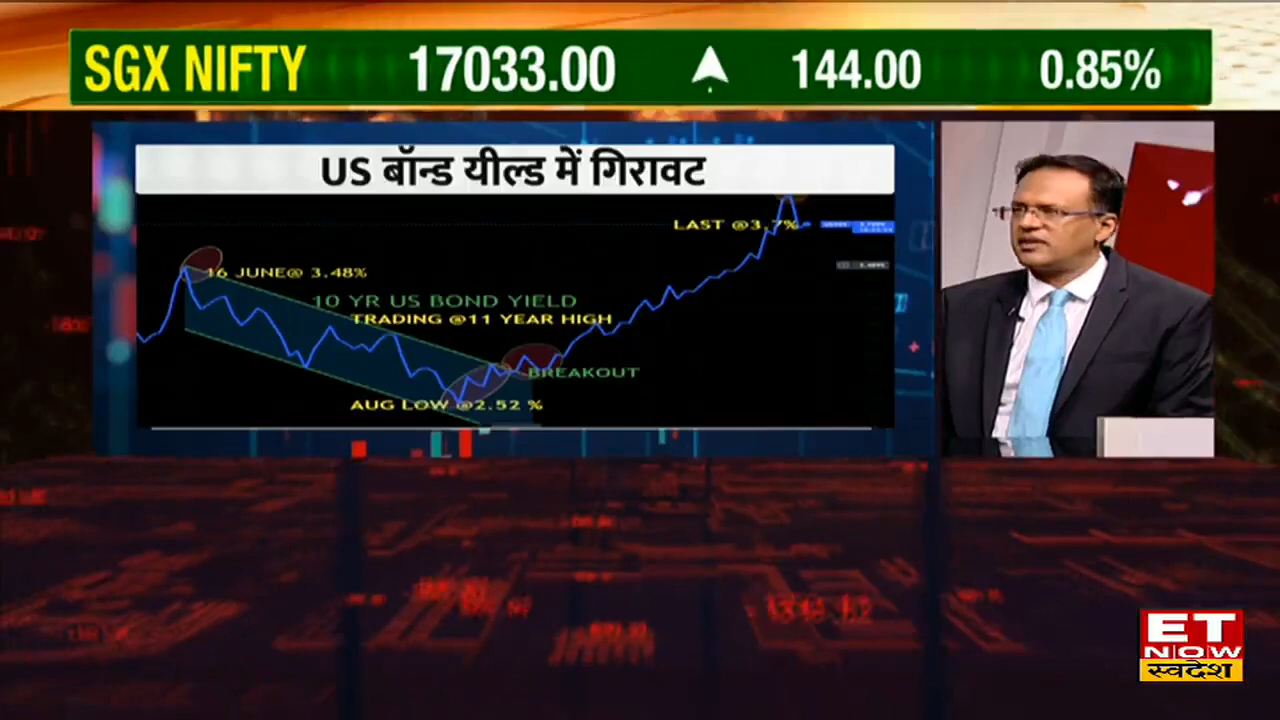 SGX NIFTY 17033.00 144.00 0.85%
US बॉन्ड यील्ड में गिरावट
LAST @3.7%
16 JUNE@ 3.48%
10 YR US BOND YIELD
TRADING @11 YEAR HIGH
BREAKOUT
AUG LOW @2.52 %
ET
NOW
स्वदेश